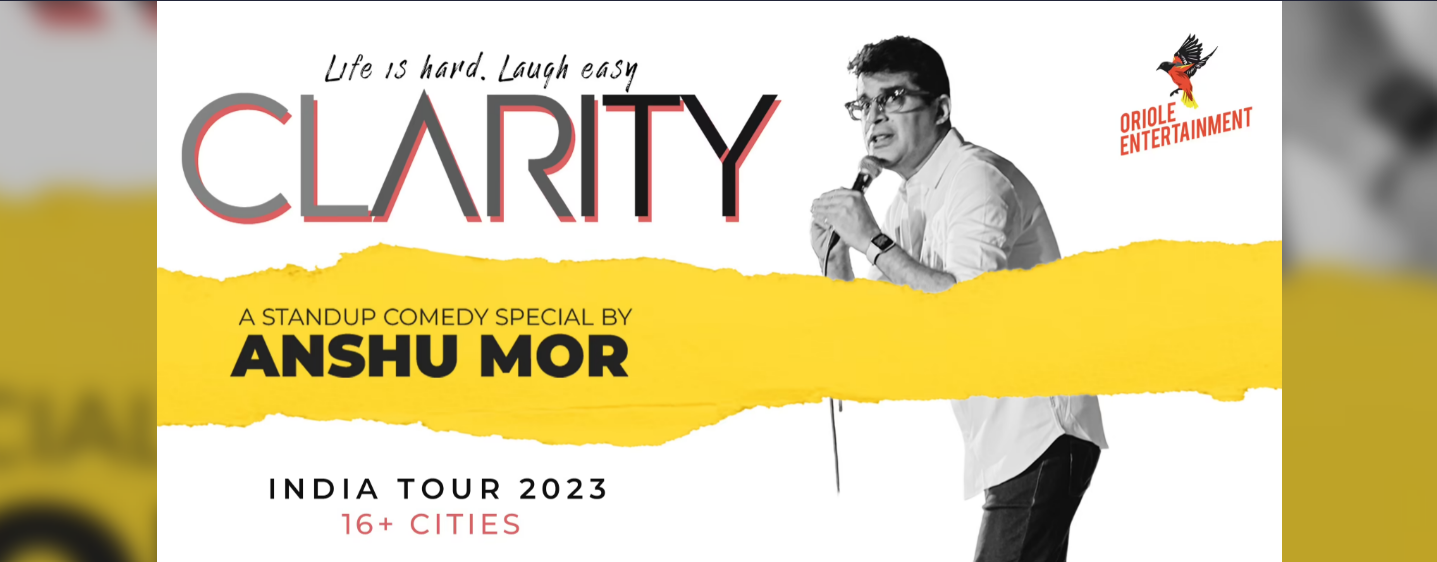 Life is hard. Laugh easy
CLARITY
ORIOLE
ENTERTAINMENT
A STANDUP COMEDY SPECIAL BY
ANSHU MOR
INDIA TOUR 2023
16+ CITIES